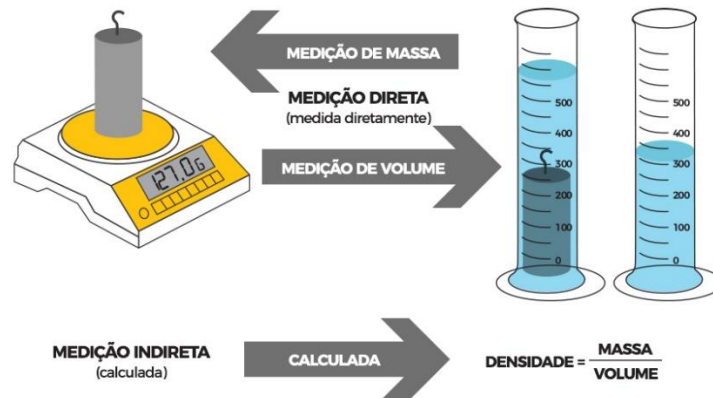 MEDIÇÃO DE MASSA
MEDIÇÃO DIRETA
(medida diretamente)
MEDIÇÃO DE VOLUME
127,0G
500
400
300
200
100
0
500
400
300
200
100
0
MEDIÇÃO INDIRETA
(calculada)
CALCULADA
DENSIDADE = MASSA
VOLUME